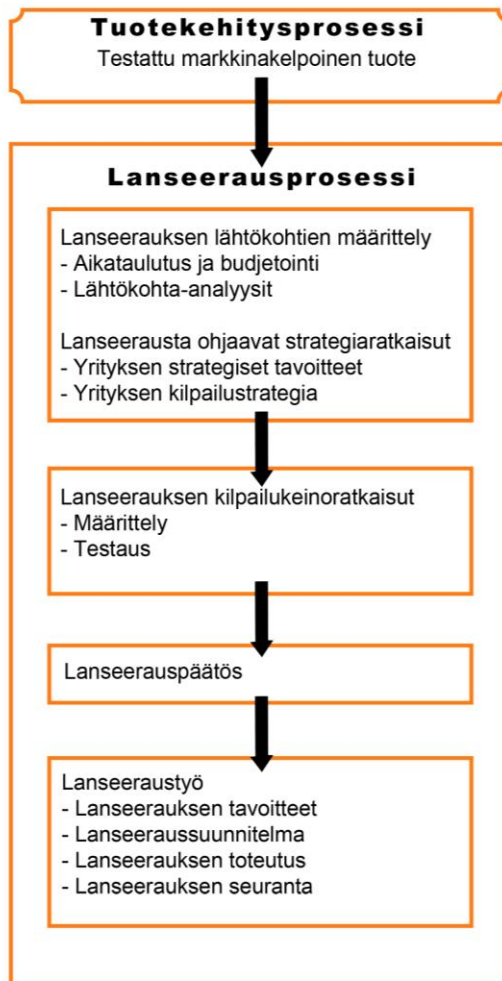 Tuotekehitysprosessi
Testattu markkinakelpoinen tuote
Lanseerausprosessi
Lanseerauksen lähtökohtien määrittely
- Aikataulutus ja budjetointi
- Lähtökohta-analyysit
Lanseerausta ohjaavat strategiaratkaisut
- Yrityksen strategiset tavoitteet
- Yrityksen kilpailustrategia
Lanseerauksen kilpailukeinoratkaisut
- Määrittely
- Testaus
Lanseerauspäätös
Lanseeraustyö
- Lanseerauksen tavoitteet
- Lanseeraussuunnitelma
- Lanseerauksen toteutus
- Lanseerauksen seuranta